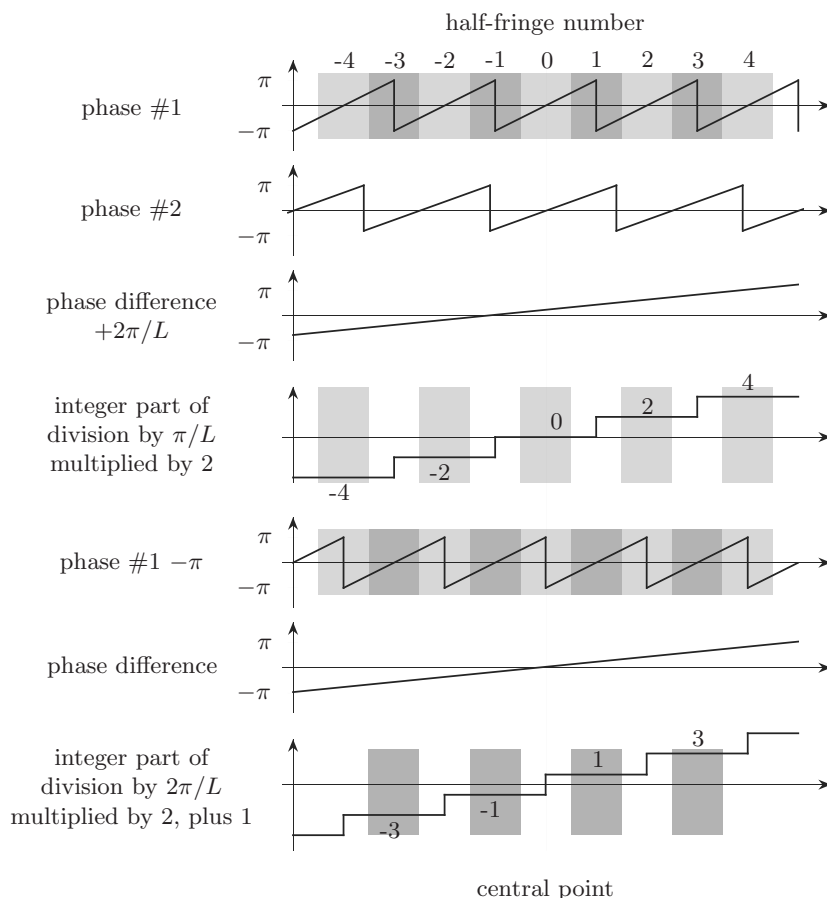 half-fringe number
-4 -3 -2 -1 0 1 2 3 4
π
phase #1
−π
π
phase #2
−π
π
phase difference
+2π/L
−π
integer part of
division by π/L
multiplied by 2
-4 -2 0 2 4
π
phase #1 −π
−π
π
phase difference
−π
integer part of
division by 2π/L
multiplied by 2, plus 1
-3 -1 1 3
central point